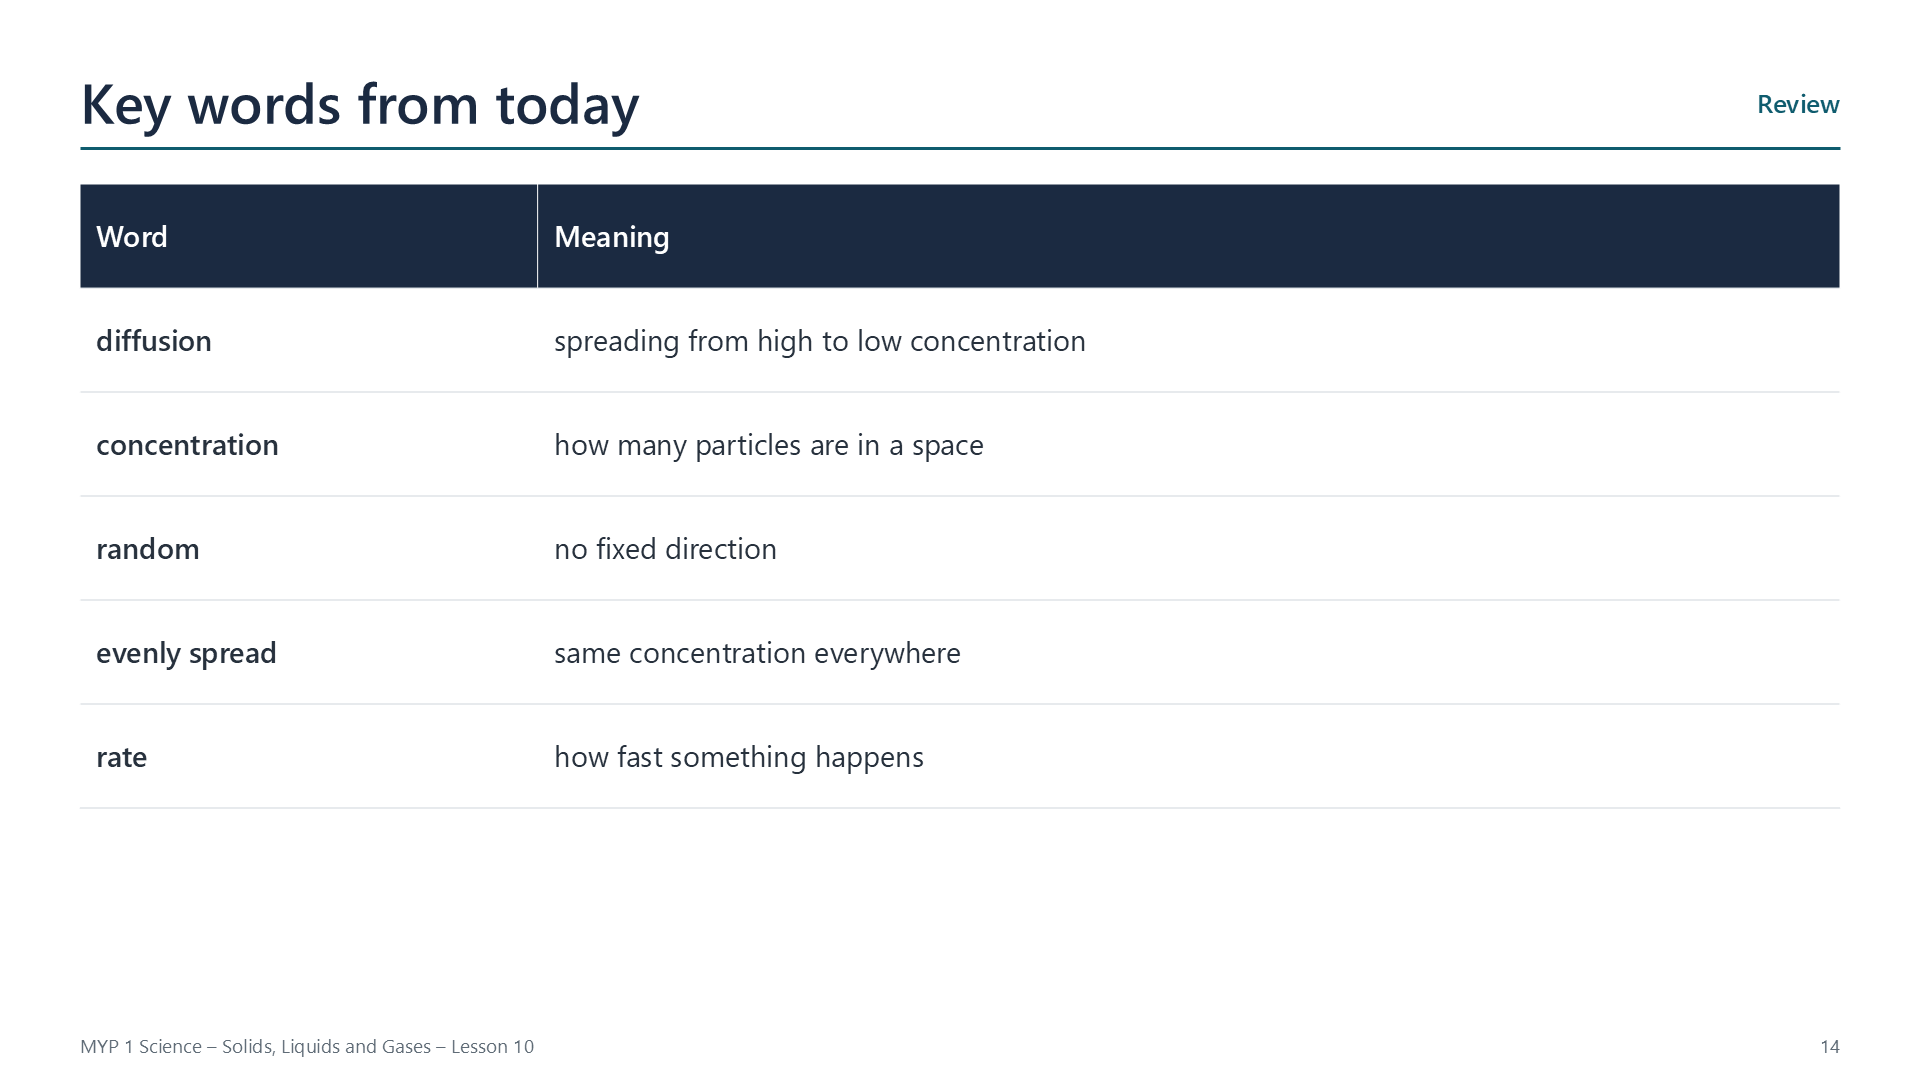 Key words from today
Review
Word
Meaning
diffusion
spreading from high to low concentration
concentration
how many particles are in a space
random
no fixed direction
evenly spread
same concentration everywhere
rate
how fast something happens
MYP 1 Science – Solids, Liquids and Gases – Lesson 10
14